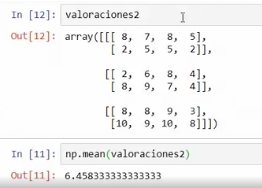 In [12]: valoraciones2
Out[12]: array([[[ 8,  7,  8,  5],
[ 2,  5,  5,  2]],
[[ 2,  6,  8,  4],
[ 8,  9,  7,  4]],
[[ 8,  8,  9,  3],
[10,  9, 10,  8]]])
In [11]: np.mean(valoraciones2)
Out[11]: 6.458333333333333